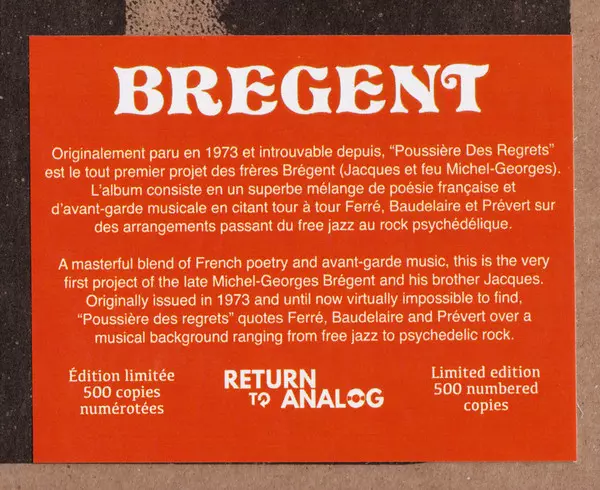 BREGENT
Originalement paru en 1973 et introuvable depuis, “Poussière Des Regrets”
est le tout premier projet des frères Brégent (Jacques et feu Michel-Georges).
L’album consiste en un superbe mélange de poésie française et
d’avant-garde musicale en citant tour à tour Ferré, Baudelaire et Prévert sur
des arrangements passant du free jazz au rock psychédélique.
A masterful blend of French poetry and avant-garde music, this is the very
first project of the late Michel-Georges Brégent and his brother Jacques.
Originally issued in 1973 and until now virtually impossible to find,
“Poussière des regrets” quotes Ferré, Baudelaire and Prévert over a
musical background ranging from free jazz to psychedelic rock.
Édition limitée
500 copies
numérotées
RETURN
TO ANALOG
Limited edition
500 numbered
copies